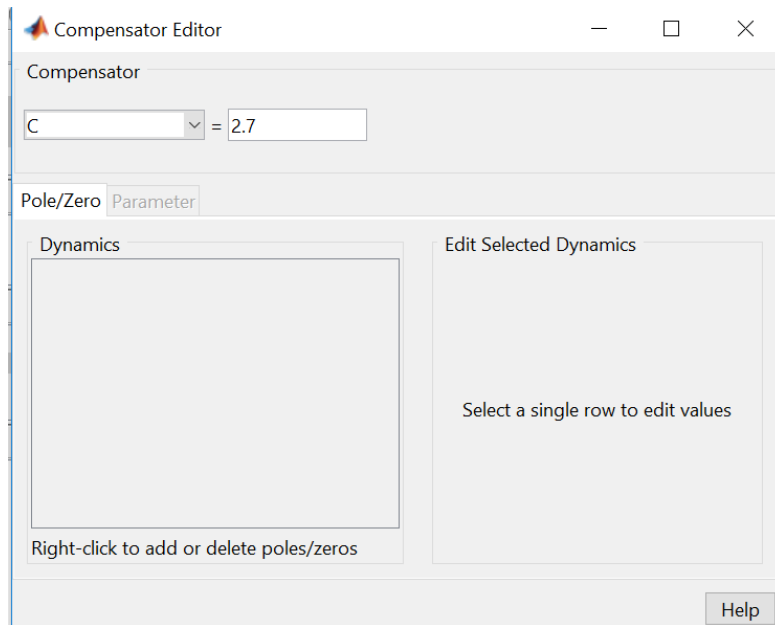 Compensator Editor
Compensator
C = 2.7
Pole/Zero Parameter
Dynamics
Edit Selected Dynamics
Select a single row to edit values
Right-click to add or delete poles/zeros
Help